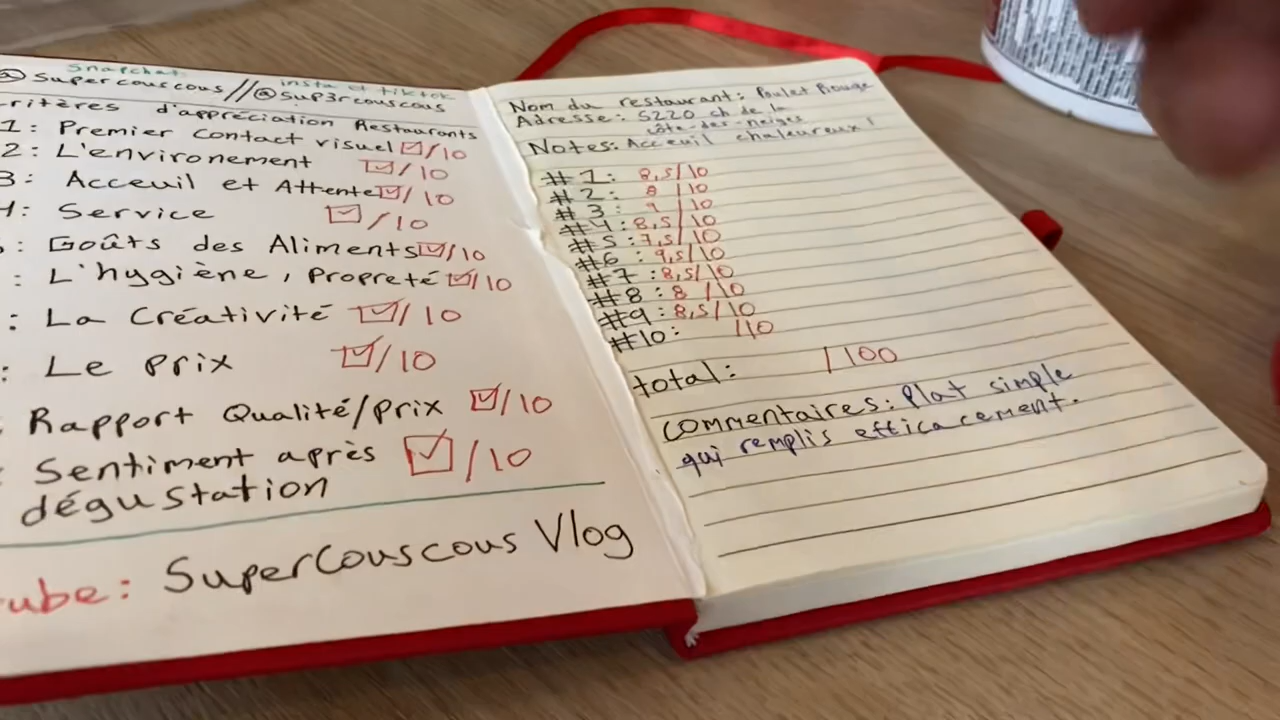 snapchat:
@supercouscous//@sup3rcouscous
insta et tiktok
ritères d'appréciation Restaurants
1: Premier contact visuel /10
2: L'environement /10
3: Acceuil et Attente /10
4: Service /10
: Goûts des Aliments /10
: L'hygiène, Propreté /10
: La Créativité /10
: Le prix /10
: Rapport Qualité/prix /10
: Sentiment après /10
dégustation
ube: SuperCouscous Vlog
Nom du restaurant: Poulet Rouge
Adresse: 5220 ch de la
côte-des-neiges
Notes: Acceuil chaleureux!
#1: 8,5/10
#2: 8 /10
#3: 9 /10
#4: 8,5/10
#5: 7,5/10
#6: 9,5/10
#7: 8,5/10
#8: 8 /10
#9: 8,5/10
#10: /10
total: /100
commentaires: Plat simple
qui remplis efficacement.